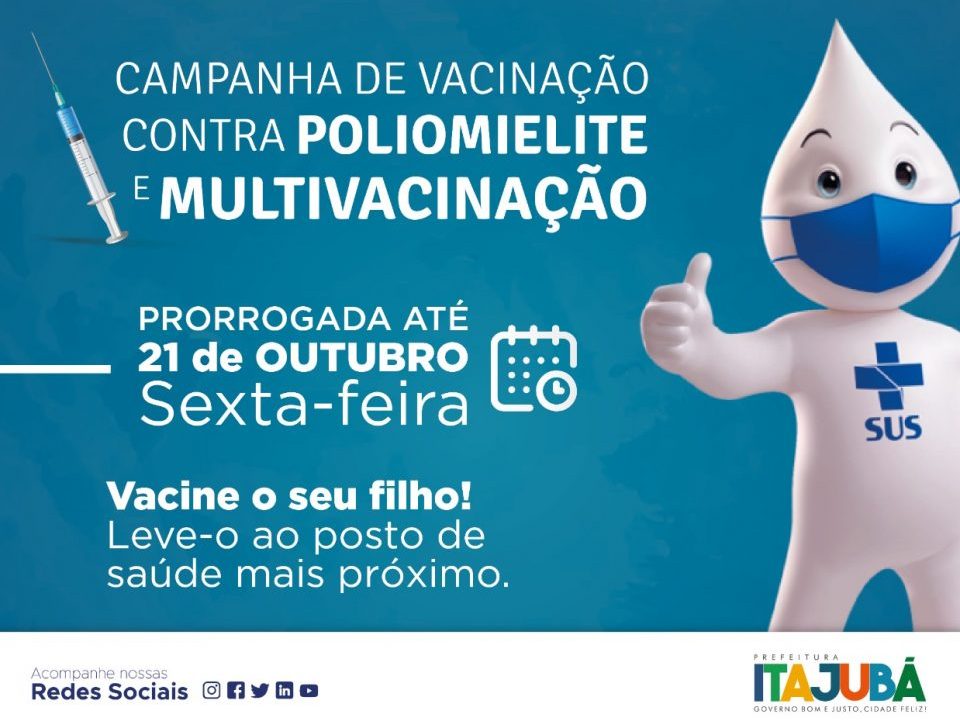 CAMPANHA DE VACINAÇÃO
CONTRA POLIOMIELITE
E MULTIVACINAÇÃO
PRORROGADA ATÉ
21 de OUTUBRO
Sexta-feira
Vacine o seu filho!
Leve-o ao posto de
saúde mais próximo.
SUS
Acompanhe nossas
Redes Sociais
PREFEITURA
ITAJUBÁ
GOVERNO BOM E JUSTO, CIDADE FELIZ!